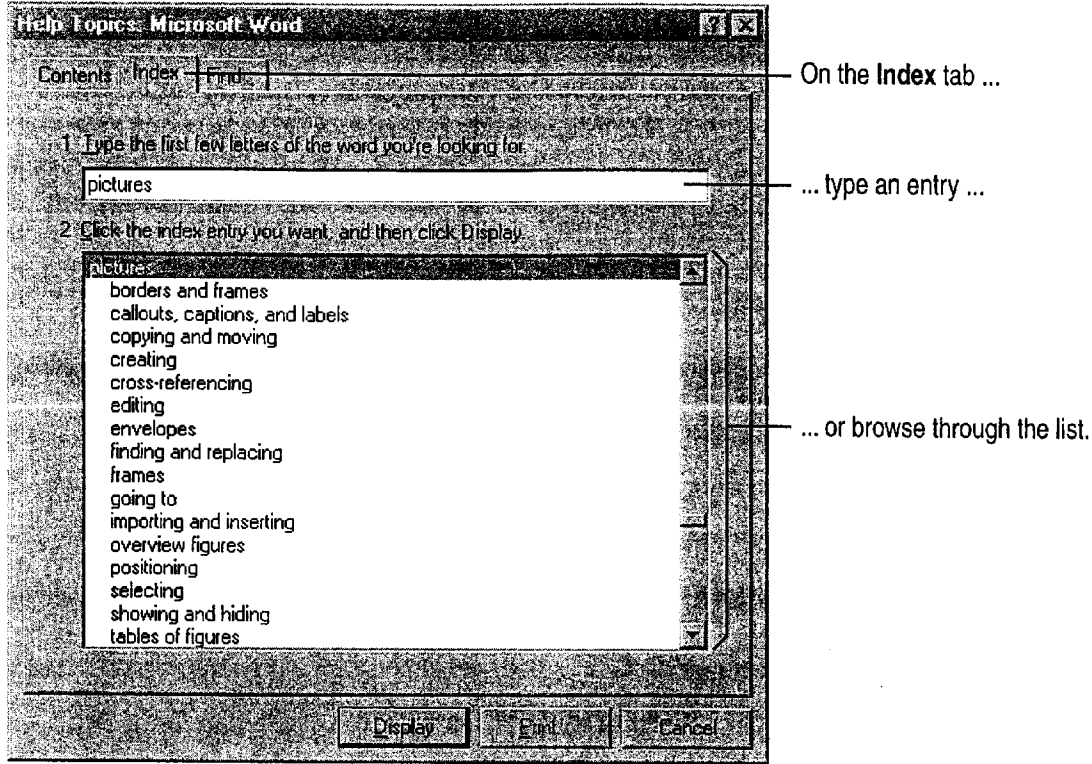 Help Topics: Microsoft Word
Contents Index Find
On the Index tab ...
1 Type the first few letters of the word you're looking for.
pictures
... type an entry ...
2 Click the index entry you want, and then click Display.
pictures
borders and frames
callouts, captions, and labels
copying and moving
creating
cross-referencing
editing
envelopes
finding and replacing
frames
going to
importing and inserting
overview figures
positioning
selecting
showing and hiding
tables of figures
... or browse through the list.
Display Print Cancel